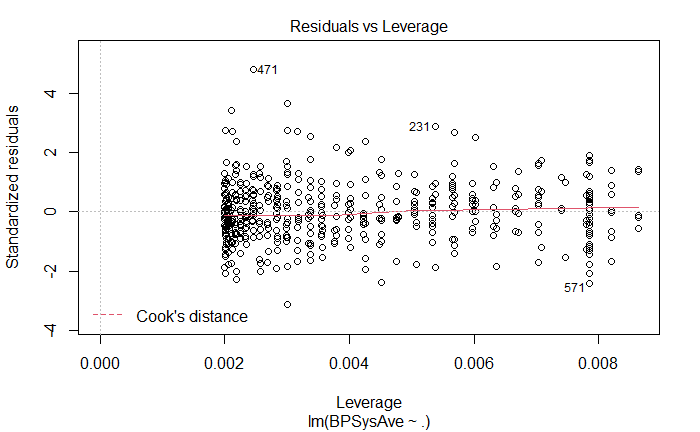 Residuals vs Leverage
Standardized residuals
4
2
0
-2
-4
471
231
571
Cook's distance
0.000 0.002 0.004 0.006 0.008
Leverage
lm(BPSysAve ~ .)